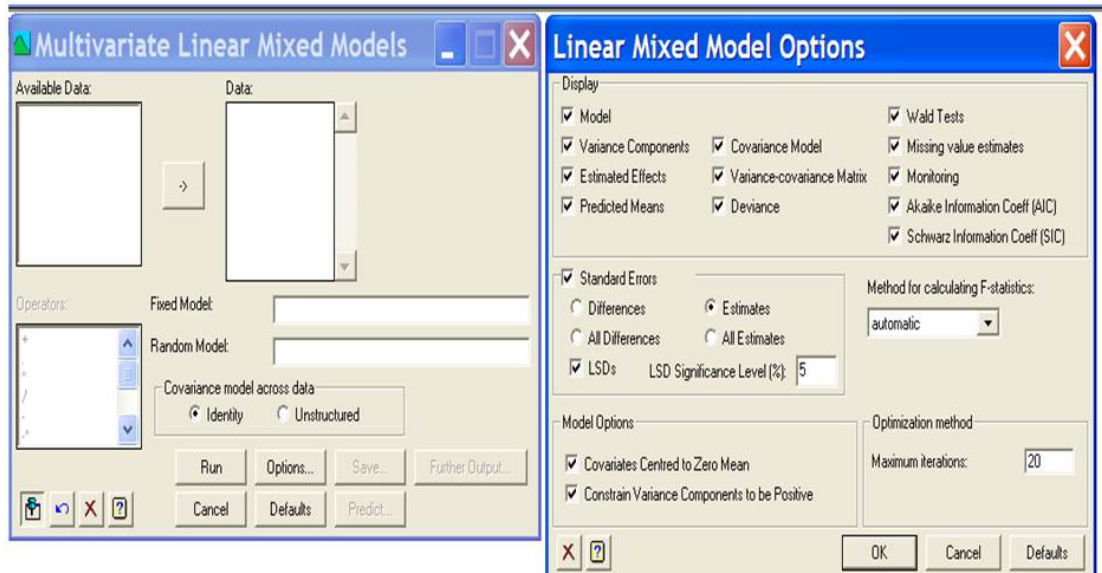 Multivariate Linear Mixed Models
Available Data:
Data:
->
Operators:
+
.
*
/
Fixed Model:
Random Model:
Covariance model across data
Identity
Unstructured
Run
Options...
Save...
Further Output...
Cancel
Defaults
Predict...
Linear Mixed Model Options
Display
Model
Wald Tests
Variance Components
Covariance Model
Missing value estimates
Estimated Effects
Variance-covariance Matrix
Monitoring
Predicted Means
Deviance
Akaike Information Coeff (AIC)
Schwarz Information Coeff (SIC)
Standard Errors
Differences
Estimates
All Differences
All Estimates
LSDs
LSD Significance Level (%):
5
Method for calculating F-statistics:
automatic
Model Options
Covariates Centred to Zero Mean
Constrain Variance Components to be Positive
Optimization method
Maximum iterations:
20
OK
Cancel
Defaults